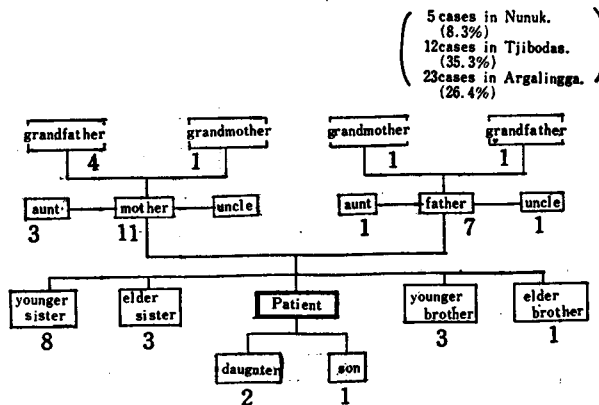 5 cases in Nunuk.
(8.3%)
12cases in Tjibodas.
(35.3%)
23cases in Argalingga.
(26.4%)
grandfather grandmother grandmother grandfather
4 1 1 1
aunt mother uncle aunt father uncle
3 11 1 7 1
younger sister
elder sister
Patient
younger brother
elder brother
8 3 3 1
daugnter son
2 1